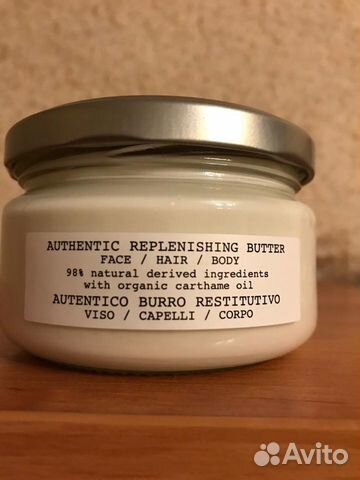 AUTHENTIC REPLENISHING BUTTER
FACE / HAIR / BODY
98% natural derived ingredients
with organic carthame oil
AUTENTICO BURRO RESTITUTIVO
VISO / CAPELLI / CORPO
Avito